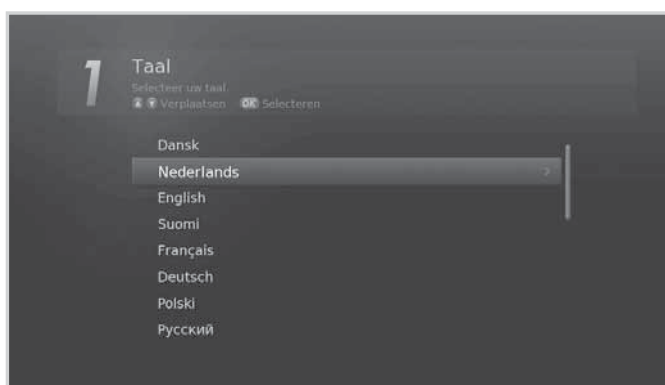 1
Taal
Selecteer uw taal.
Verplaatsen OK Selecteren
Dansk
Nederlands
English
Suomi
Français
Deutsch
Polski
Русский